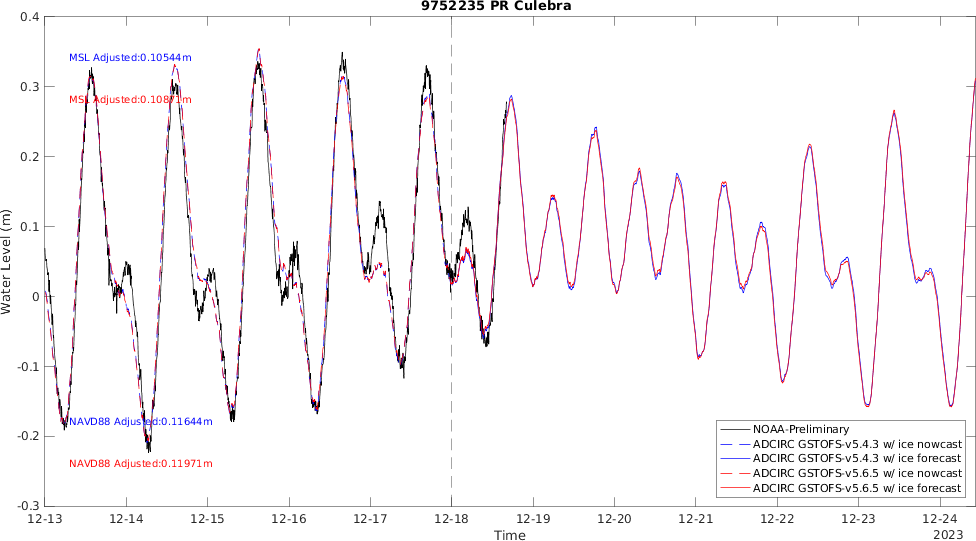 9752235 PR Culebra
0.4
0.3
0.2
0.1
0
-0.1
-0.2
-0.3
Water Level (m)
MSL Adjusted:0.10544m
MSL Adjusted:0.10871m
NAVD88 Adjusted:0.11644m
NAVD88 Adjusted:0.11971m
NOAA-Preliminary
ADCIRC GSTOFS-v5.4.3 w/ ice nowcast
ADCIRC GSTOFS-v5.4.3 w/ ice forecast
ADCIRC GSTOFS-v5.6.5 w/ ice nowcast
ADCIRC GSTOFS-v5.6.5 w/ ice forecast
12-13 12-14 12-15 12-16 12-17 12-18 12-19 12-20 12-21 12-22 12-23 12-24
2023
Time